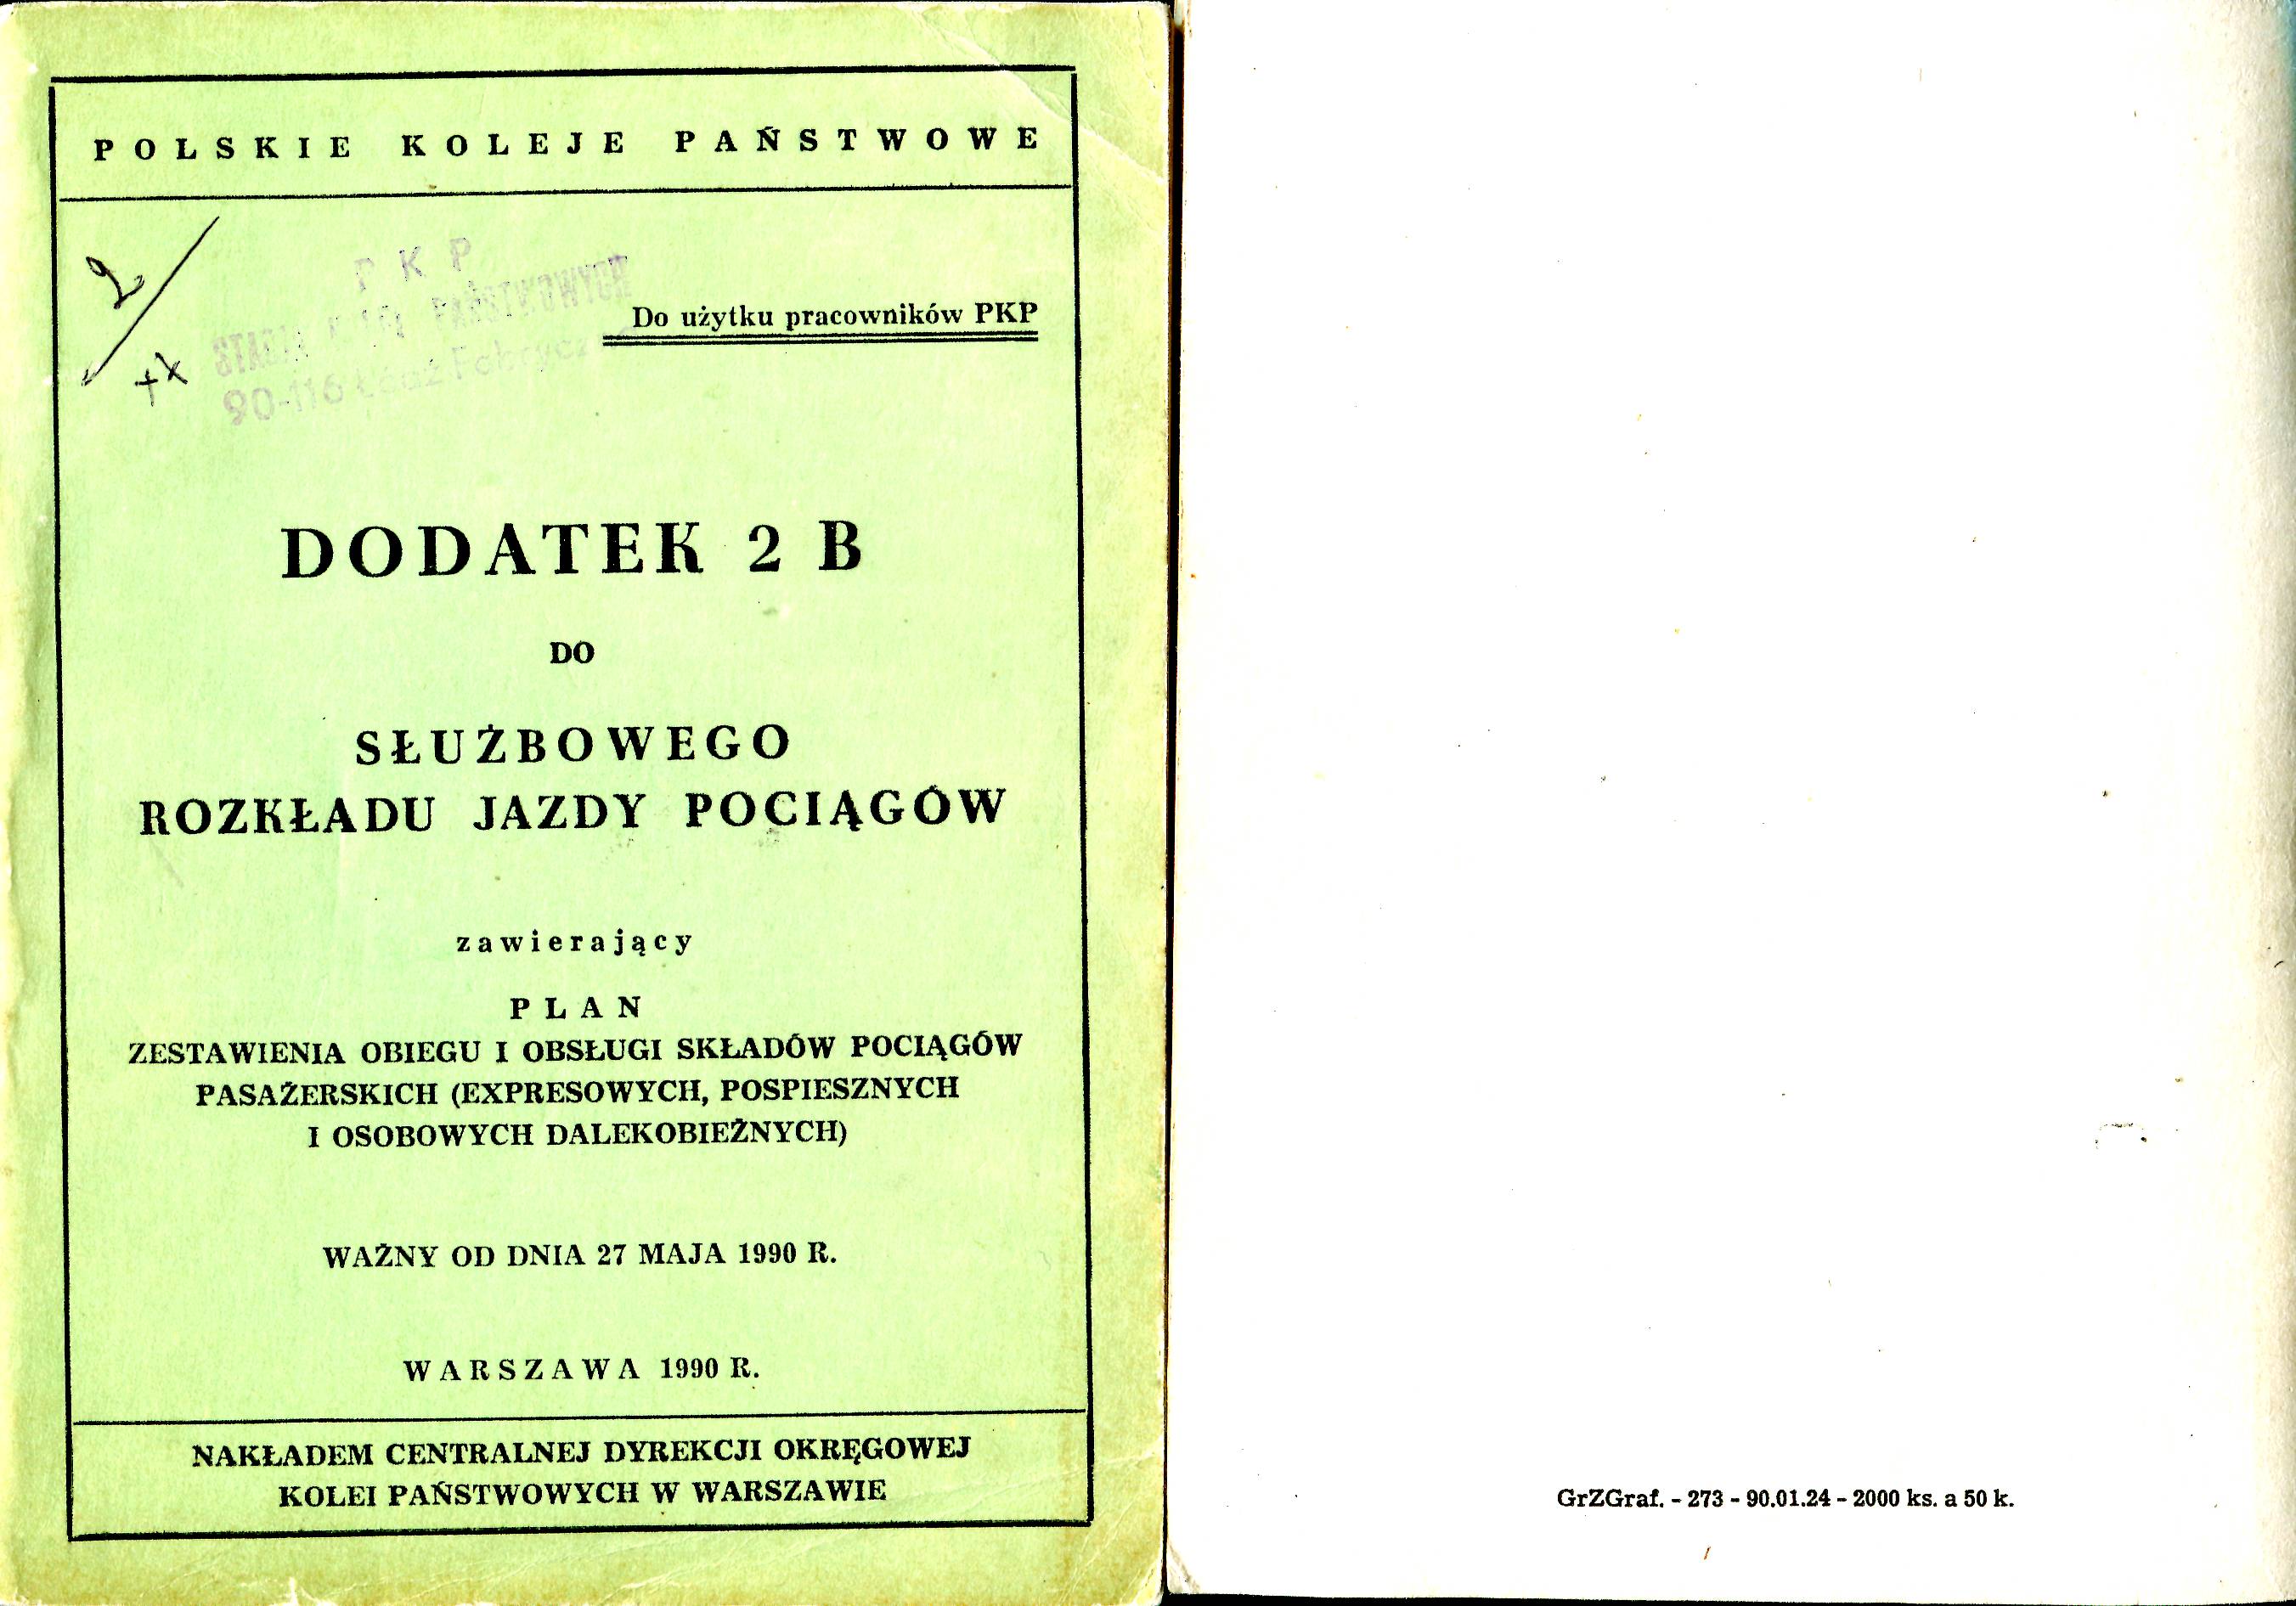 POLSKIE KOLEJE PAŃSTWOWE
2
PKP
90-116 Łódź
Do użytku pracowników PKP
DODATEK 2 B
DO
SŁUŻBOWEGO
ROZKŁADU JAZDY POCIĄGÓW
zawierający
PLAN
ZESTAWIENIA OBIEGU I OBSŁUGI SKŁADÓW POCIĄGÓW
PASAŻERSKICH (EXPRESOWYCH, POSPIESZNYCH
I OSOBOWYCH DALEKOBIEŻNYCH)
WAŻNY OD DNIA 27 MAJA 1990 R.
WARSZAWA 1990 R.
NAKŁADEM CENTRALNEJ DYREKCJI OKRĘGOWEJ
KOLEI PAŃSTWOWYCH W WARSZAWIE
GrZGraf. - 273 - 90.01.24 - 2000 ks. a 50 k.